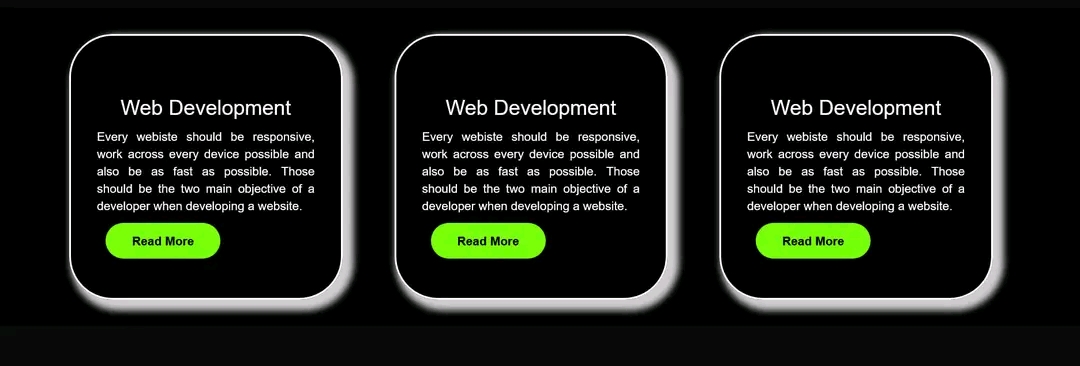 Web Development
Every webiste should be responsive,
work across every device possible and
also be as fast as possible. Those
should be the two main objective of a
developer when developing a website.
Read More
Web Development
Every webiste should be responsive,
work across every device possible and
also be as fast as possible. Those
should be the two main objective of a
developer when developing a website.
Read More
Web Development
Every webiste should be responsive,
work across every device possible and
also be as fast as possible. Those
should be the two main objective of a
developer when developing a website.
Read More